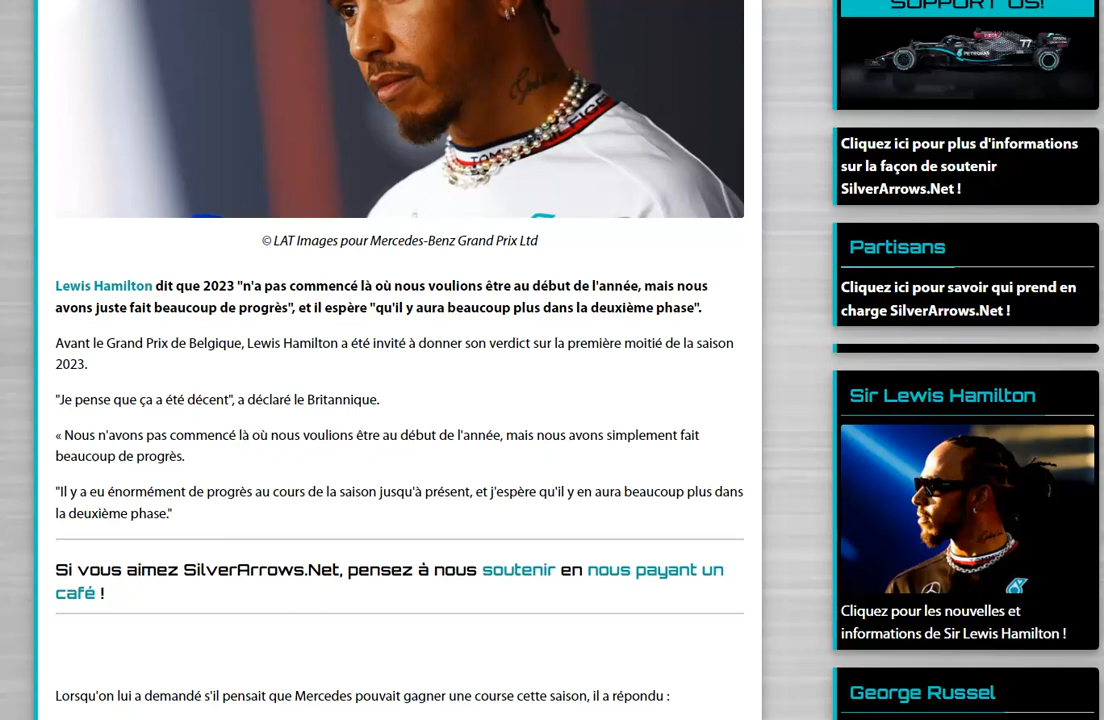 © LAT Images pour Mercedes-Benz Grand Prix Ltd
Lewis Hamilton dit que 2023 "n'a pas commencé là où nous voulions être au début de l'année, mais nous
avons juste fait beaucoup de progrès", et il espère "qu'il y aura beaucoup plus dans la deuxième phase".
Avant le Grand Prix de Belgique, Lewis Hamilton a été invité à donner son verdict sur la première moitié de la saison
2023.
"Je pense que ça a été décent", a déclaré le Britannique.
« Nous n'avons pas commencé là où nous voulions être au début de l'année, mais nous avons simplement fait
beaucoup de progrès.
"Il y a eu énormément de progrès au cours de la saison jusqu'à présent, et j'espère qu'il y en aura beaucoup plus dans
la deuxième phase."
Si vous aimez SilverArrows.Net, pensez à nous soutenir en nous payant un
café !
Lorsqu'on lui a demandé s'il pensait que Mercedes pouvait gagner une course cette saison, il a répondu :
SUPPORT US!
77
PETRONAS
Cliquez ici pour plus d'informations
sur la façon de soutenir
SilverArrows.Net !
Partisans
Cliquez ici pour savoir qui prend en
charge SilverArrows.Net !
Sir Lewis Hamilton
Cliquez pour les nouvelles et
informations de Sir Lewis Hamilton !
George Russel